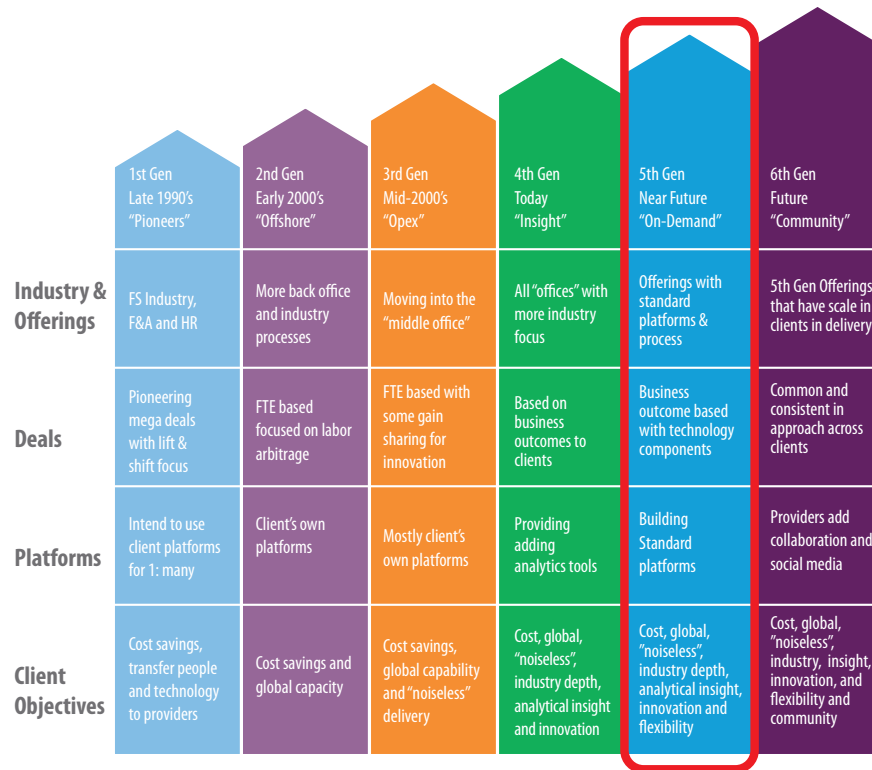 1st Gen
Late 1990's
“Pioneers”
2nd Gen
Early 2000's
“Offshore”
3rd Gen
Mid-2000's
“Opex”
4th Gen
Today
“Insight”
5th Gen
Near Future
“On-Demand”
6th Gen
Future
“Community”
Industry &
Offerings
FS Industry,
F&A and HR
More back office
and industry
processes
Moving into the
“middle office”
All “offices” with
more industry
focus
Offerings with
standard
platforms &
process
5th Gen Offerings
that have scale in
clients in delivery
Deals
Pioneering
mega deals
with lift &
shift focus
FTE based
focused on labor
arbitrage
FTE based with
some gain
sharing for
innovation
Based on
business
outcomes to
clients
Business
outcome based
with technology
components
Common and
consistent in
approach across
clients
Platforms
Intend to use
client platforms
for 1: many
Client's own
platforms
Mostly client's
own platforms
Providing
adding
analytics tools
Building
Standard
platforms
Providers add
collaboration and
social media
Client
Objectives
Cost savings,
transfer people
and technology
to providers
Cost savings and
global capacity
Cost savings,
global capability
and “noiseless”
delivery
Cost, global,
“noiseless”,
industry depth,
analytical insight
and innovation
Cost, global,
”noiseless”,
industry depth,
analytical insight,
innovation and
flexibility
Cost, global,
”noiseless”,
industry, insight,
innovation, and
flexibility and
community